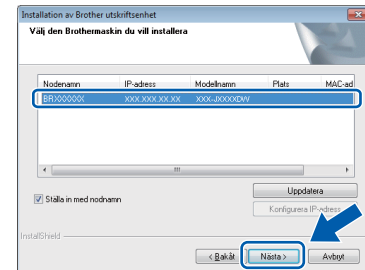 Installation av Brother utskriftsenhet
Välj den Brothermaskin du vill installera
Nodenamn IP-adress Modellnamn Plats MAC-ad
BRXXXXXX XXX.XXX.XX.XX XXX-JXXXXDW
Ställa in med nodnamn
Uppdatera
Konfigurera IP-adress
InstallShield
< Bakåt Nästa > Avbryt